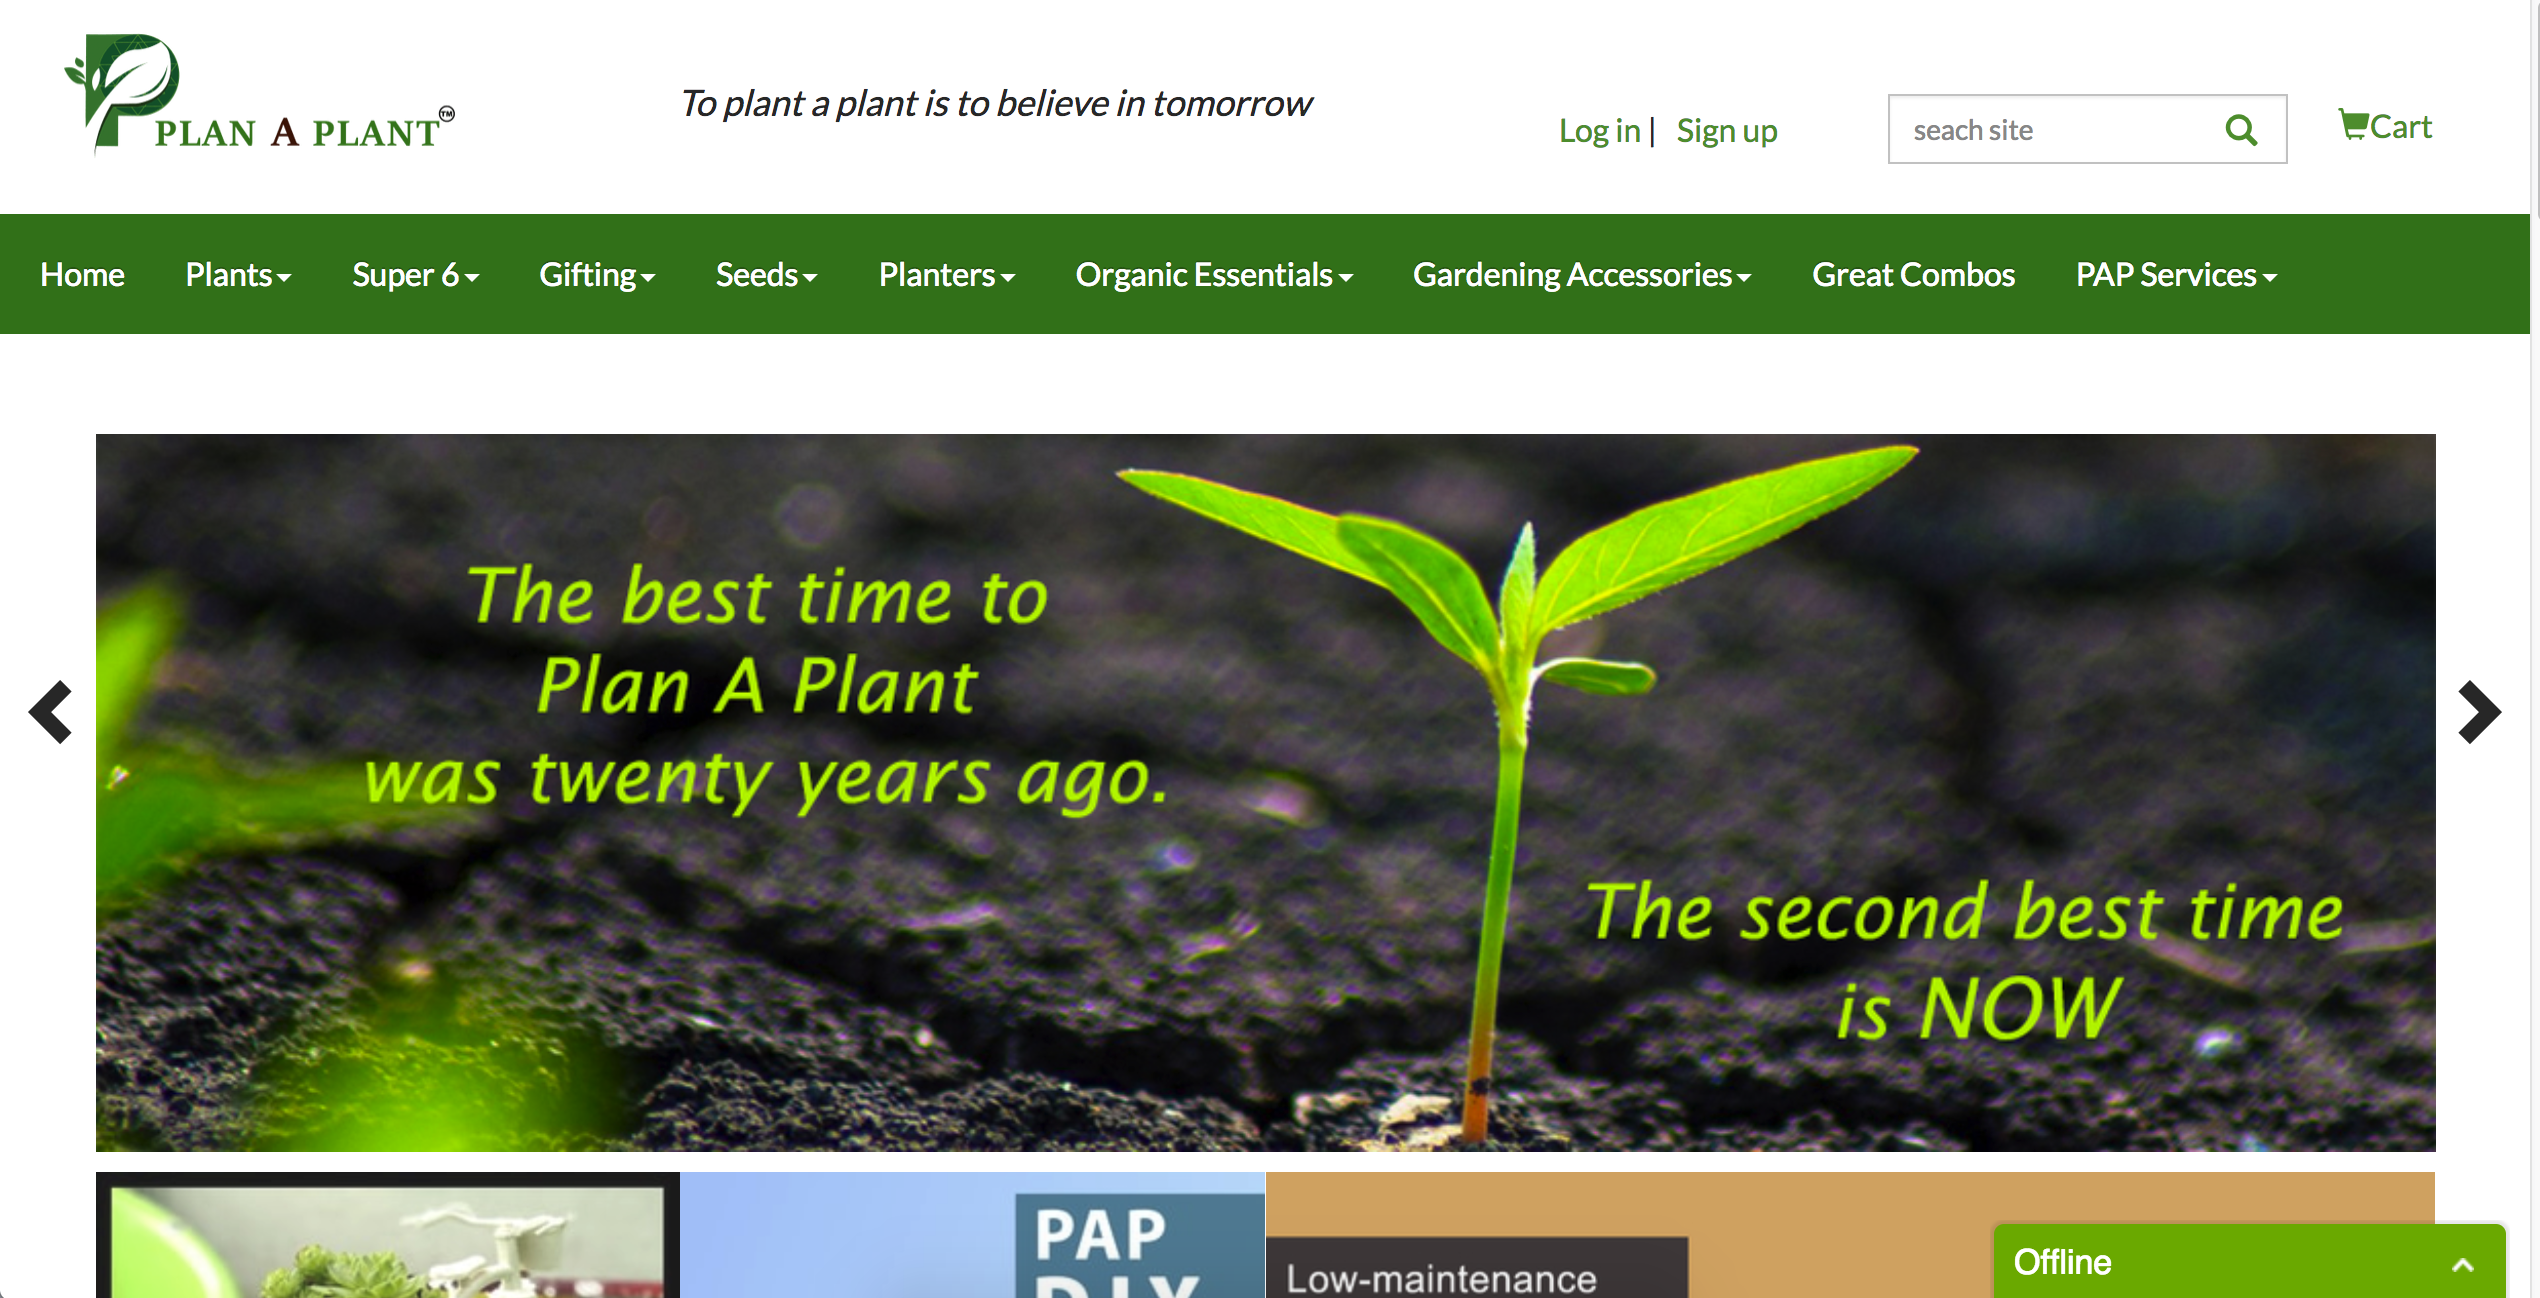 PLAN A PLANT TM
To plant a plant is to believe in tomorrow
Log in | Sign up
seach site
Cart
Home Plants Super 6 Gifting Seeds Planters Organic Essentials Gardening Accessories Great Combos PAP Services
The best time to
Plan A Plant
was twenty years ago.
The second best time
is NOW
PAP
DIY
Low-maintenance
Offline